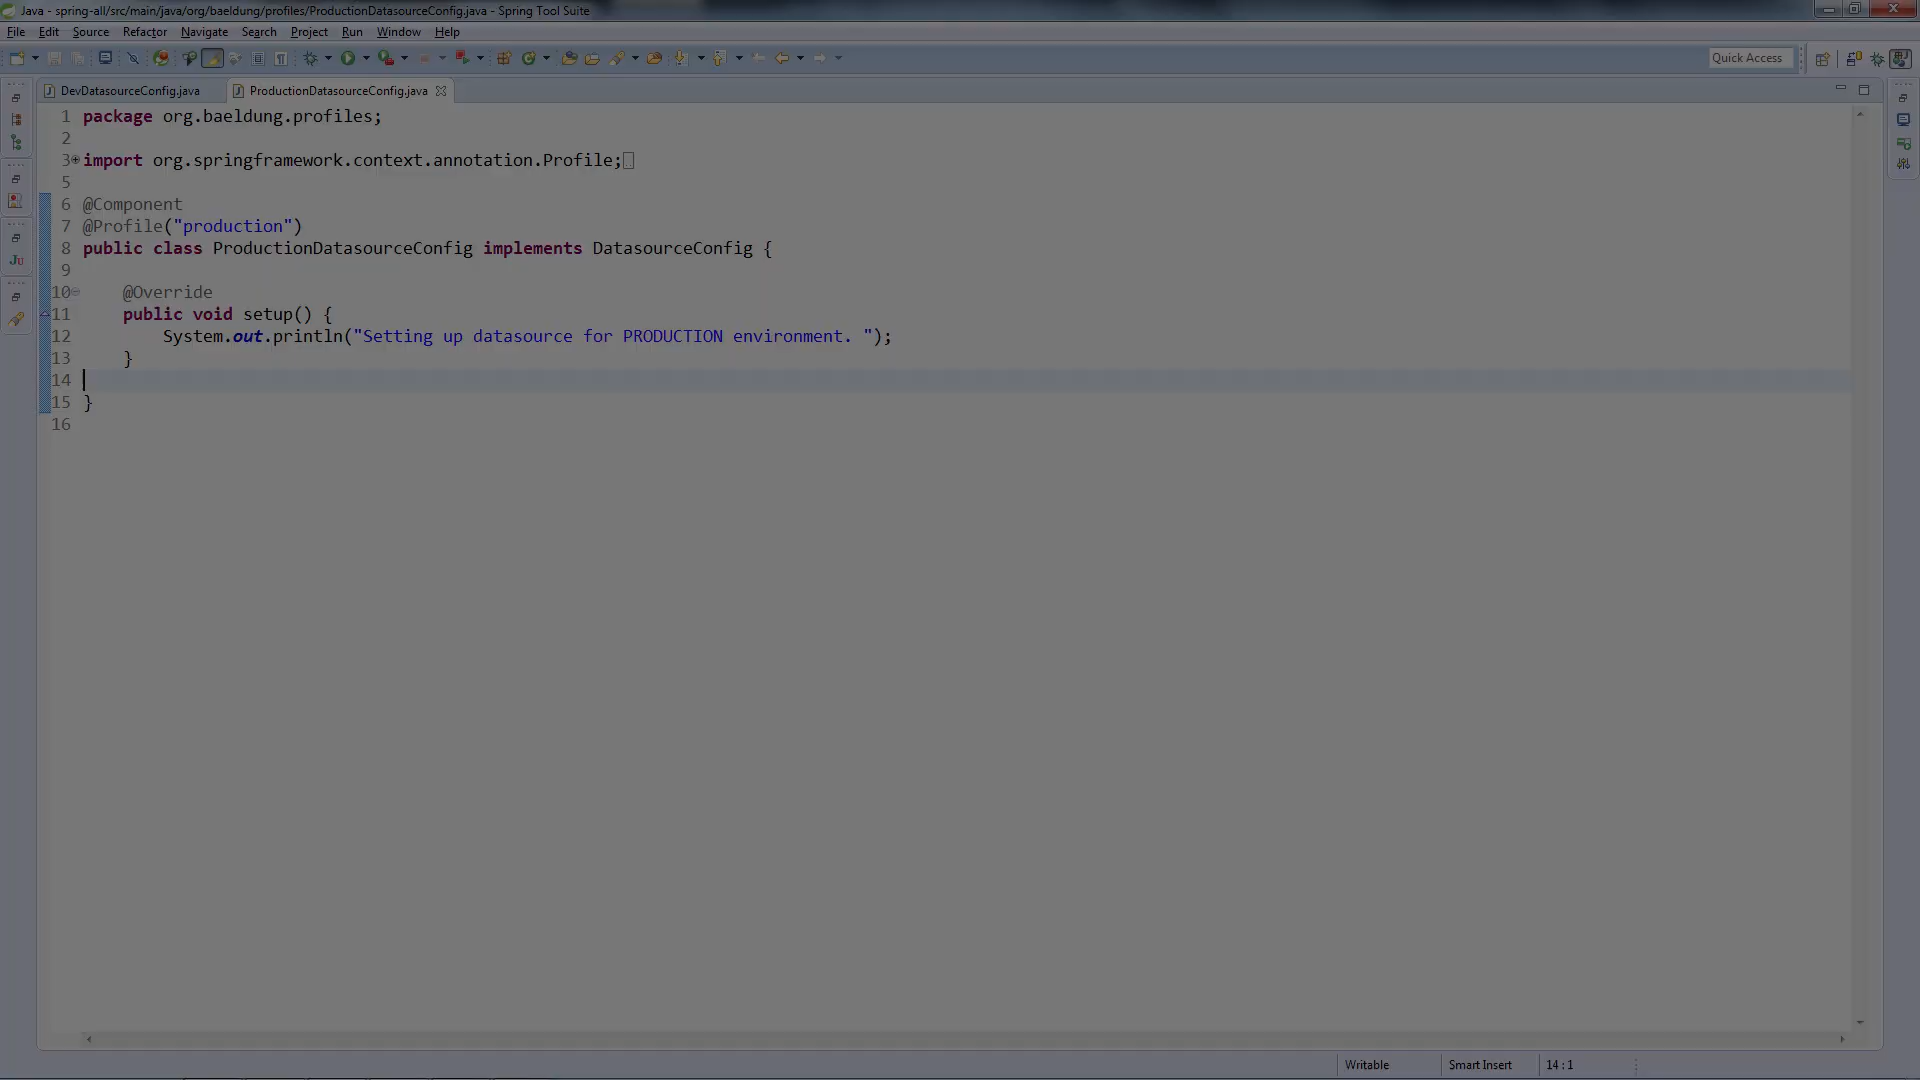 Java - spring-all/src/main/java/org/baeldung/profiles/ProductionDatasourceConfig.java - Spring Tool Suite
File Edit Source Refactor Navigate Search Project Run Window Help
Quick Access
DevDatasourceConfig.java ProductionDatasourceConfig.java
1 package org.baeldung.profiles;
2
3 import org.springframework.context.annotation.Profile;
5
6 @Component
7 @Profile("production")
8 public class ProductionDatasourceConfig implements DatasourceConfig {
9
10 @Override
11 public void setup() {
12 System.out.println("Setting up datasource for PRODUCTION environment. ");
13 }
14
15 }
16
JU
Writable Smart Insert 14 : 1